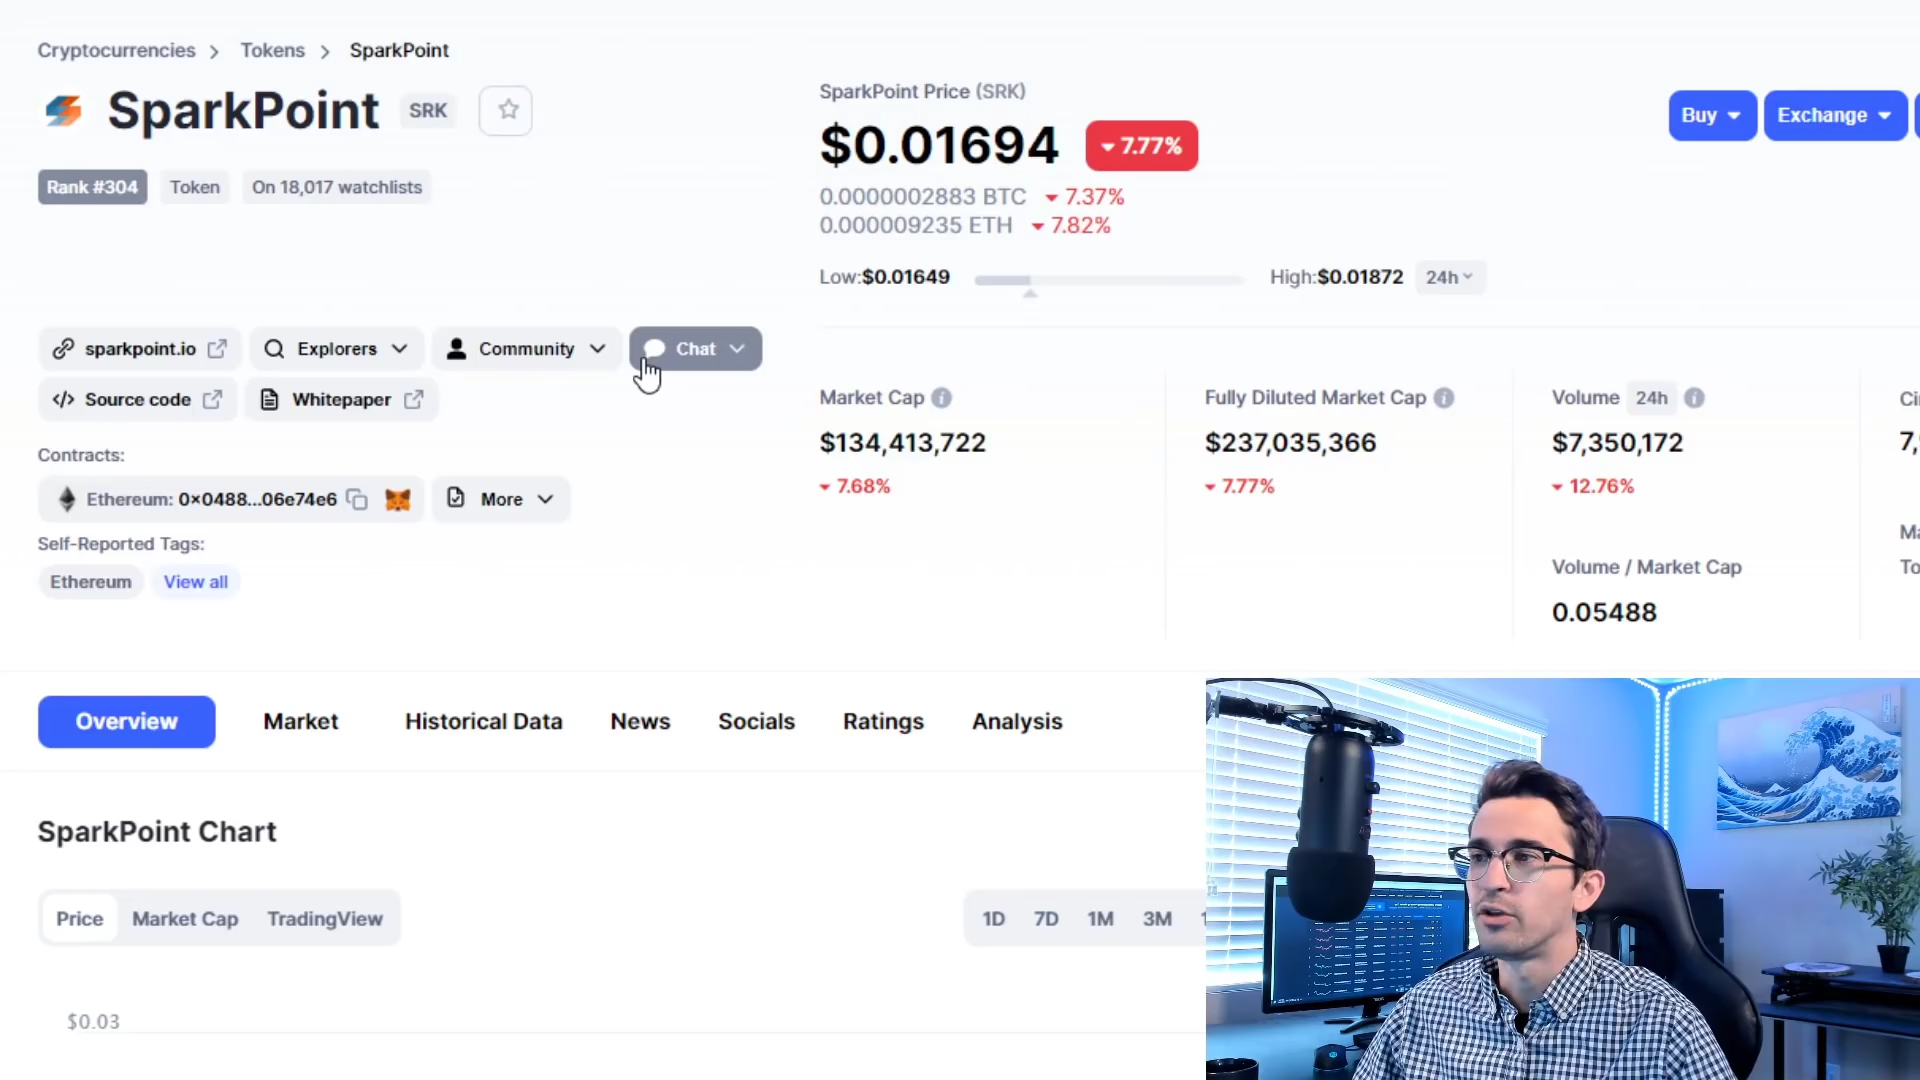 Cryptocurrencies > Tokens > SparkPoint
SparkPoint SRK
Rank #304 Token On 18,017 watchlists
sparkpoint.io Explorers Community Chat
Source code Whitepaper
Contracts:
Ethereum: 0x0488...06e74e6 More
Self-Reported Tags:
Ethereum View all
SparkPoint Price (SRK)
$0.01694 7.77%
0.0000002883 BTC 7.37%
0.000009235 ETH 7.82%
Low:$0.01649 High:$0.01872 24h
Buy Exchange
Market Cap
$134,413,722
7.68%
Fully Diluted Market Cap
$237,035,366
7.77%
Volume 24h
$7,350,172
12.76%
Volume / Market Cap
0.05488
Ci
7,
Ma
To
Overview Market Historical Data News Socials Ratings Analysis
SparkPoint Chart
Price Market Cap TradingView
1D 7D 1M 3M
$0.03